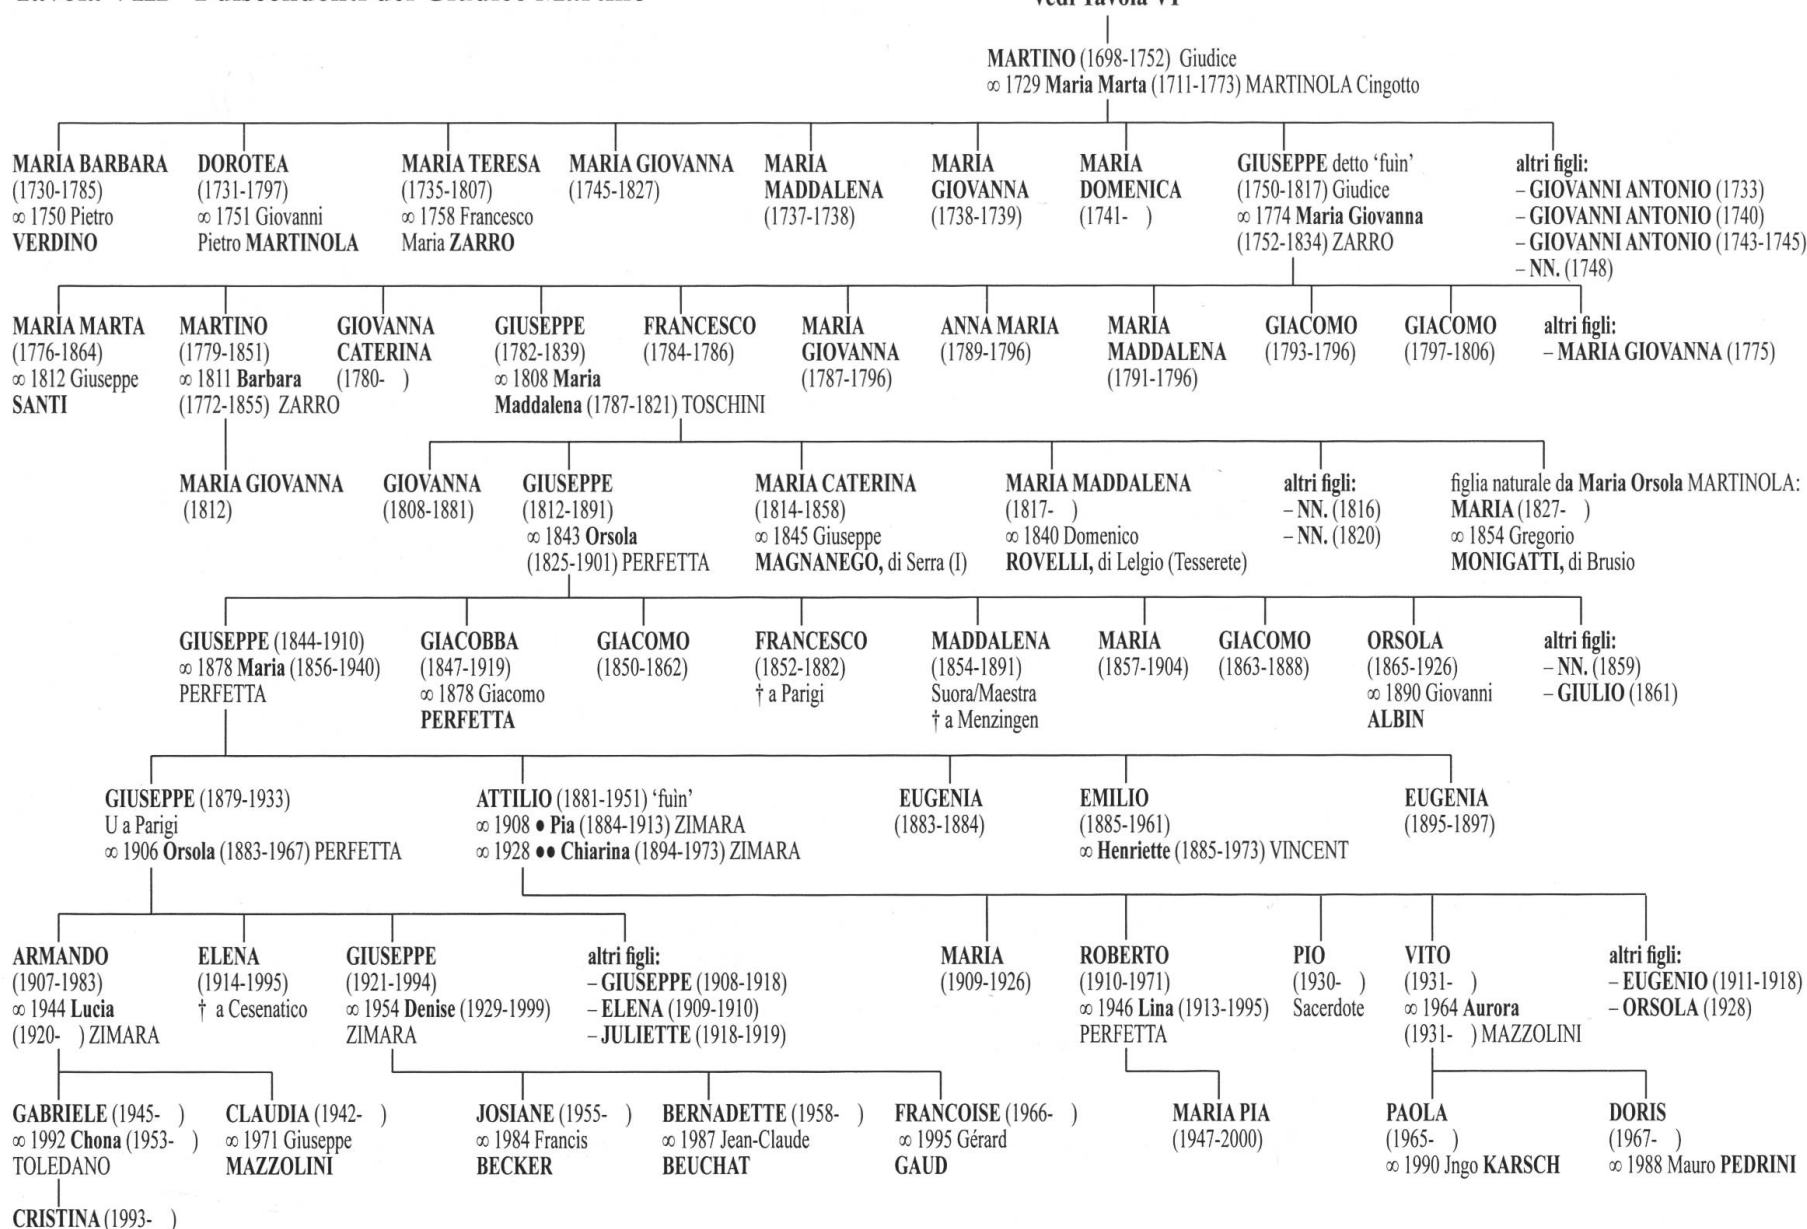 Tavola VIII - I discendenti del Giudice Martino
vedi Tavola VI
MARTINO (1698-1752) Giudice
∞ 1729 Maria Marta (1711-1773) MARTINOLA Cingotto
MARIA BARBARA
(1730-1785)
∞ 1750 Pietro
VERDINO
DOROTEA
(1731-1797)
∞ 1751 Giovanni
Pietro MARTINOLA
MARIA TERESA
(1735-1807)
∞ 1758 Francesco
Maria ZARRO
MARIA GIOVANNA
(1745-1827)
MARIA
MADDALENA
(1737-1738)
MARIA
GIOVANNA
(1738-1739)
MARIA
DOMENICA
(1741- )
GIUSEPPE detto ‘fuìn’
(1750-1817) Giudice
∞ 1774 Maria Giovanna
(1752-1834) ZARRO
altri figli:
– GIOVANNI ANTONIO (1733)
– GIOVANNI ANTONIO (1740)
– GIOVANNI ANTONIO (1743-1745)
– NN. (1748)
MARIA MARTA
(1776-1864)
∞ 1812 Giuseppe
SANTI
MARTINO
(1779-1851)
∞ 1811 Barbara
(1772-1855) ZARRO
GIOVANNA
CATERINA
(1780- )
GIUSEPPE
(1782-1839)
∞ 1808 Maria
Maddalena (1787-1821) TOSCHINI
FRANCESCO
(1784-1786)
MARIA
GIOVANNA
(1787-1796)
ANNA MARIA
(1789-1796)
MARIA
MADDALENA
(1791-1796)
GIACOMO
(1793-1796)
GIACOMO
(1797-1806)
altri figli:
– MARIA GIOVANNA (1775)
MARIA GIOVANNA
(1812)
GIOVANNA
(1808-1881)
GIUSEPPE
(1812-1891)
∞ 1843 Orsola
(1825-1901) PERFETTA
MARIA CATERINA
(1814-1858)
∞ 1845 Giuseppe
MAGNANEGO, di Serra (I)
MARIA MADDALENA
(1817- )
∞ 1840 Domenico
ROVELLI, di Lelgio (Tesserete)
altri figli:
– NN. (1816)
– NN. (1820)
figlia naturale da Maria Orsola MARTINOLA:
MARIA (1827- )
∞ 1854 Gregorio
MONIGATTI, di Brusio
GIUSEPPE (1844-1910)
∞ 1878 Maria (1856-1940)
PERFETTA
GIACOBBA
(1847-1919)
∞ 1878 Giacomo
PERFETTA
GIACOMO
(1850-1862)
FRANCESCO
(1852-1882)
† a Parigi
MADDALENA
(1854-1891)
Suora/Maestra
† a Menzingen
MARIA
(1857-1904)
GIACOMO
(1863-1888)
ORSOLA
(1865-1926)
∞ 1890 Giovanni
ALBIN
altri figli:
– NN. (1859)
– GIULIO (1861)
GIUSEPPE (1879-1933)
U a Parigi
∞ 1906 Orsola (1883-1967) PERFETTA
ATTILIO (1881-1951) ‘fuìn’
∞ 1908 • Pia (1884-1913) ZIMARA
∞ 1928 •• Chiarina (1894-1973) ZIMARA
EUGENIA
(1883-1884)
EMILIO
(1885-1961)
∞ Henriette (1885-1973) VINCENT
EUGENIA
(1895-1897)
ARMANDO
(1907-1983)
∞ 1944 Lucia
(1920- ) ZIMARA
ELENA
(1914-1995)
† a Cesenatico
GIUSEPPE
(1921-1994)
∞ 1954 Denise (1929-1999)
ZIMARA
altri figli:
– GIUSEPPE (1908-1918)
– ELENA (1909-1910)
– JULIETTE (1918-1919)
MARIA
(1909-1926)
ROBERTO
(1910-1971)
∞ 1946 Lina (1913-1995)
PERFETTA
PIO
(1930- )
Sacerdote
VITO
(1931- )
∞ 1964 Aurora
(1931- ) MAZZOLINI
altri figli:
– EUGENIO (1911-1918)
– ORSOLA (1928)
GABRIELE (1945- )
∞ 1992 Chona (1953- )
TOLEDANO
CLAUDIA (1942- )
∞ 1971 Giuseppe
MAZZOLINI
JOSIANE (1955- )
∞ 1984 Francis
BECKER
BERNADETTE (1958- )
∞ 1987 Jean-Claude
BEUCHAT
FRANCOISE (1966- )
∞ 1995 Gérard
GAUD
MARIA PIA
(1947-2000)
PAOLA
(1965- )
∞ 1990 Jngo KARSCH
DORIS
(1967- )
∞ 1988 Mauro PEDRINI
CRISTINA (1993- )